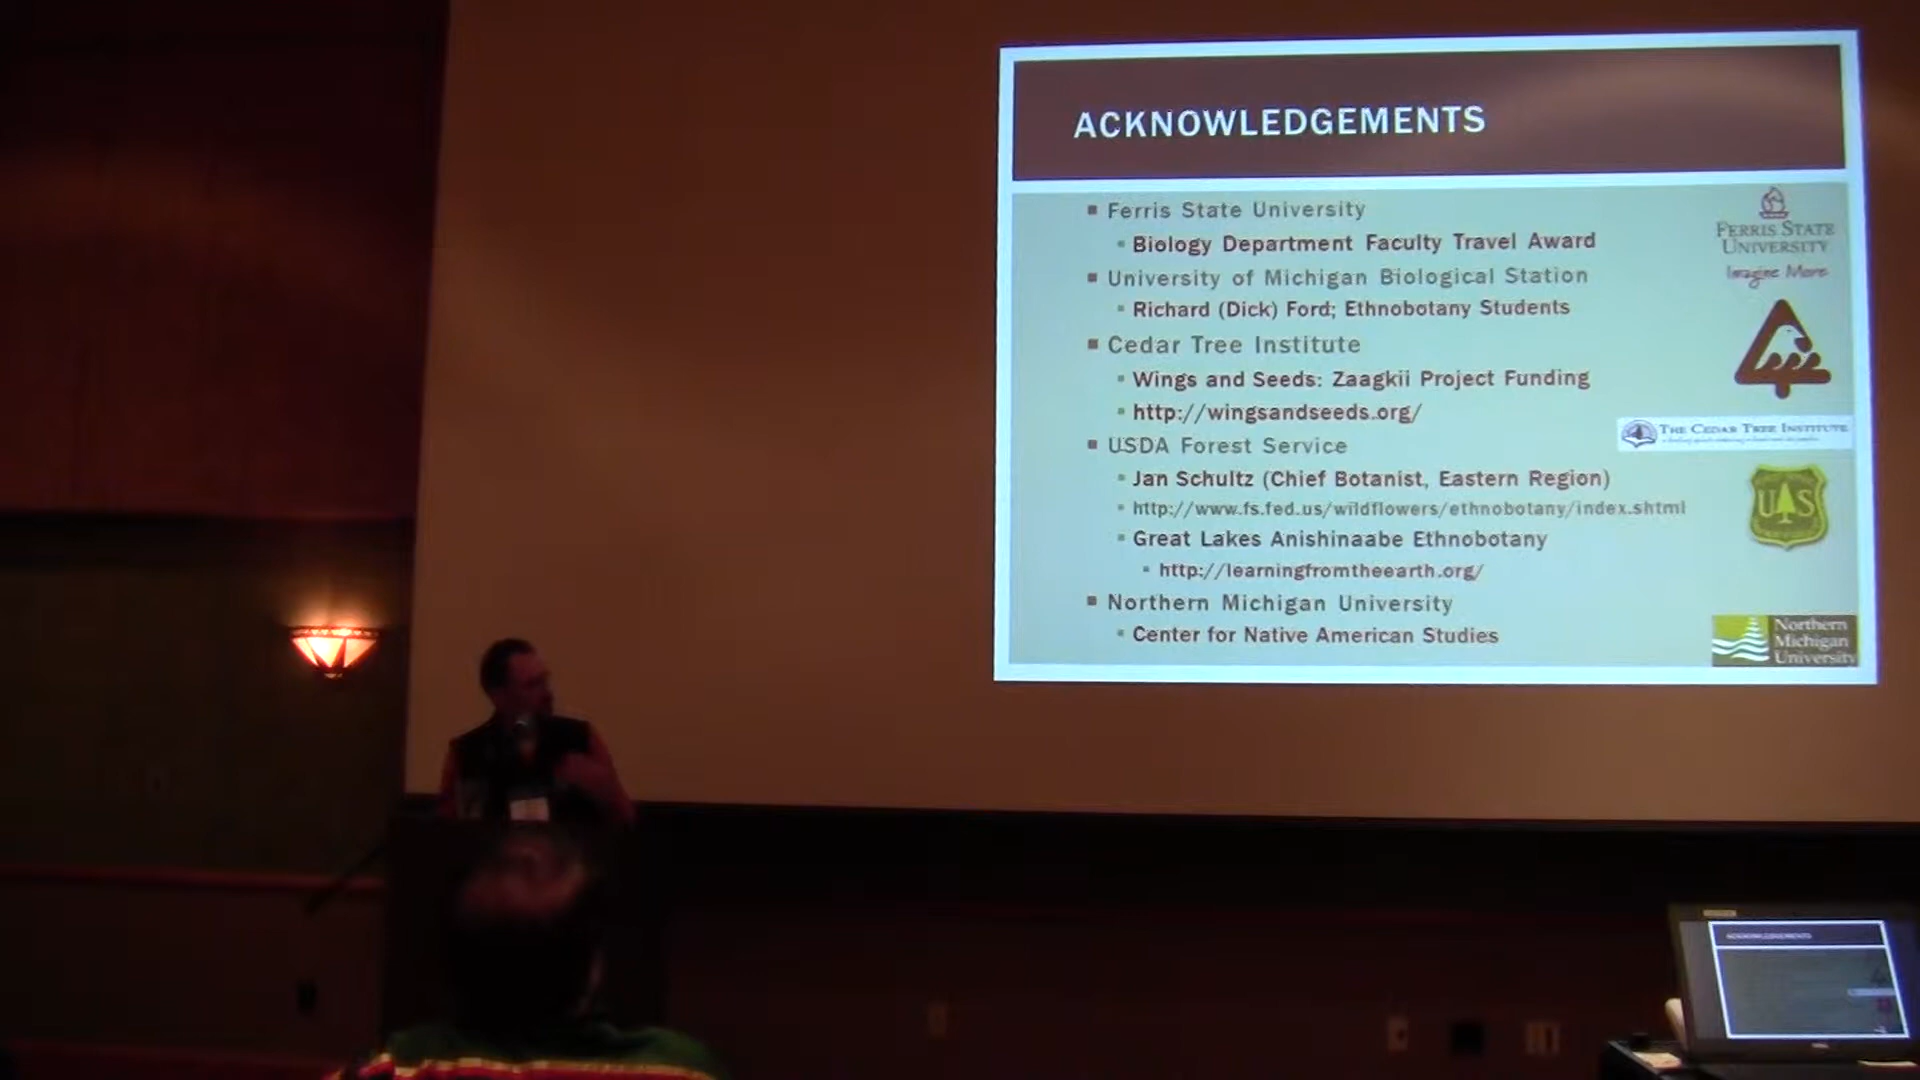 ACKNOWLEDGEMENTS
Ferris State University
Biology Department Faculty Travel Award
University of Michigan Biological Station
Richard (Dick) Ford; Ethnobotany Students
Cedar Tree Institute
Wings and Seeds: Zaagkii Project Funding
http://wingsandseeds.org/
USDA Forest Service
Jan Schultz (Chief Botanist, Eastern Region)
http://www.fs.fed.us/wildflowers/ethnobotany/index.shtml
Great Lakes Anishinaabe Ethnobotany
http://learningfromtheearth.org/
Northern Michigan University
Center for Native American Studies
FERRIS STATE
UNIVERSITY
Imagine More
THE CEDAR TREE INSTITUTE
U S
Northern
Michigan
University
ACKNOWLEDGEMENTS